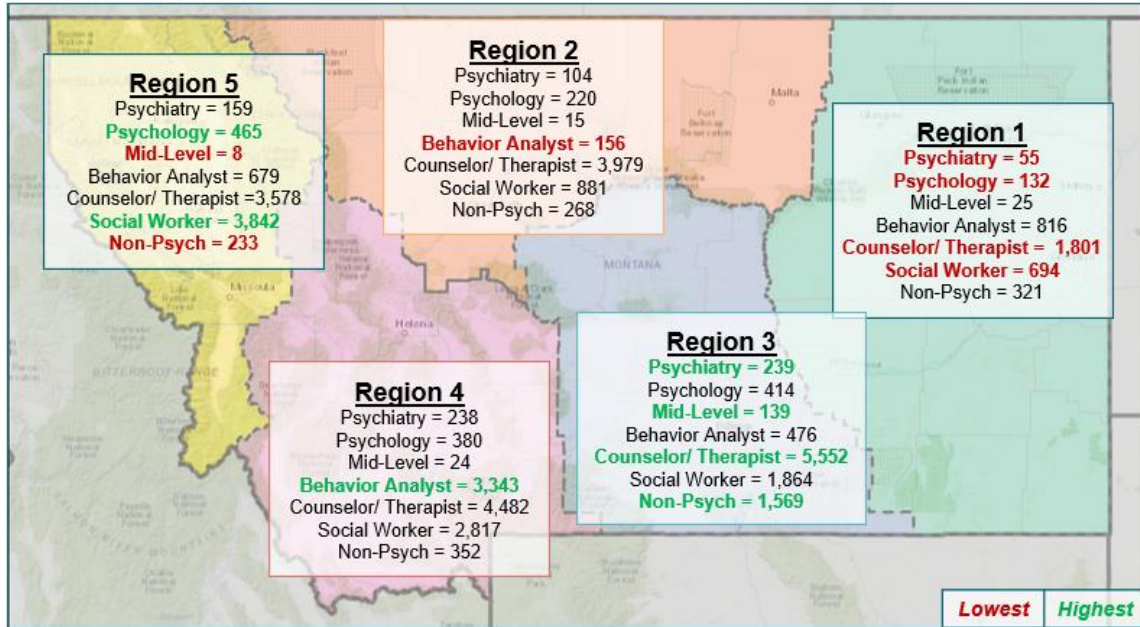 Region 5
Psychiatry = 159
Psychology = 465
Mid-Level = 8
Behavior Analyst = 679
Counselor/ Therapist =3,578
Social Worker = 3,842
Non-Psych = 233
Region 2
Psychiatry = 104
Psychology = 220
Mid-Level = 15
Behavior Analyst = 156
Counselor/ Therapist = 3,979
Social Worker = 881
Non-Psych = 268
Malta
Region 1
Psychiatry = 55
Psychology = 132
Mid-Level = 25
Behavior Analyst = 816
Counselor/ Therapist = 1,801
Social Worker = 694
Non-Psych = 321
MONTANA
Missoula
Helena
Region 4
Psychiatry = 238
Psychology = 380
Mid-Level = 24
Behavior Analyst = 3,343
Counselor/ Therapist = 4,482
Social Worker = 2,817
Non-Psych = 352
Region 3
Psychiatry = 239
Psychology = 414
Mid-Level = 139
Behavior Analyst = 476
Counselor/ Therapist = 5,552
Social Worker = 1,864
Non-Psych = 1,569
Lowest Highest